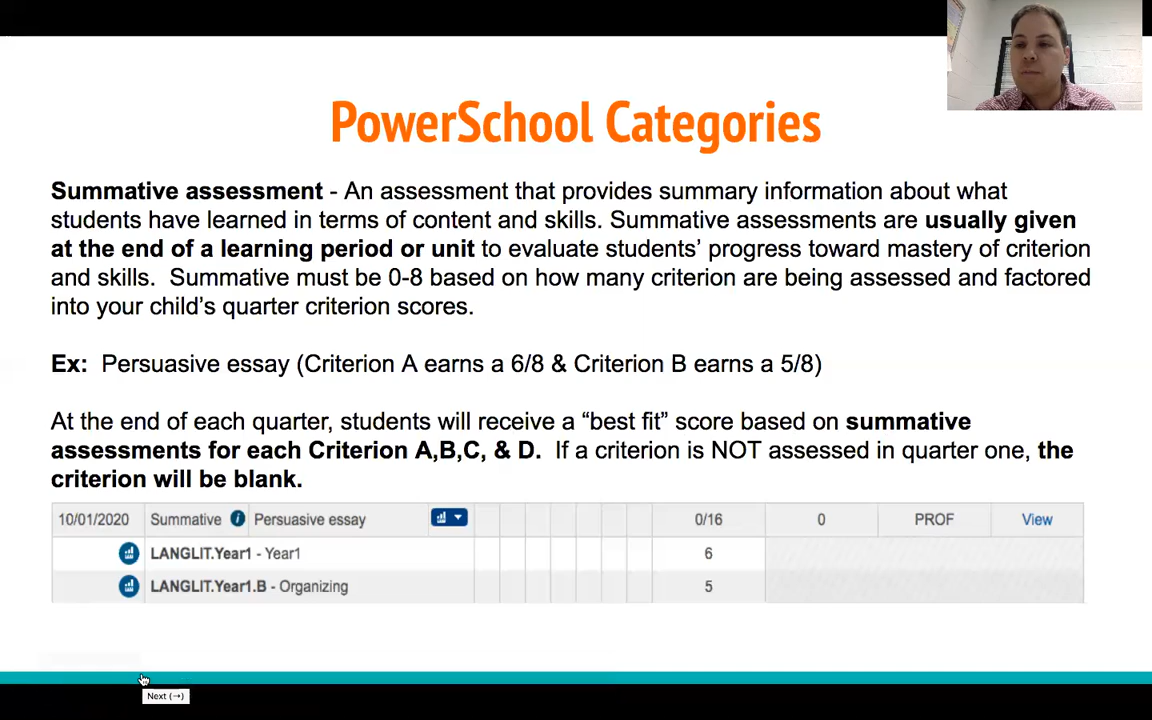 PowerSchool Categories
Summative assessment - An assessment that provides summary information about what
students have learned in terms of content and skills. Summative assessments are usually given
at the end of a learning period or unit to evaluate students’ progress toward mastery of criterion
and skills. Summative must be 0-8 based on how many criterion are being assessed and factored
into your child’s quarter criterion scores.
Ex: Persuasive essay (Criterion A earns a 6/8 & Criterion B earns a 5/8)
At the end of each quarter, students will receive a “best fit” score based on summative
assessments for each Criterion A,B,C, & D. If a criterion is NOT assessed in quarter one, the
criterion will be blank.
10/01/2020 Summative Persuasive essay 0/16 0 PROF View
LANGLIT.Year1 - Year1 6
LANGLIT.Year1.B - Organizing 5
Next (→)